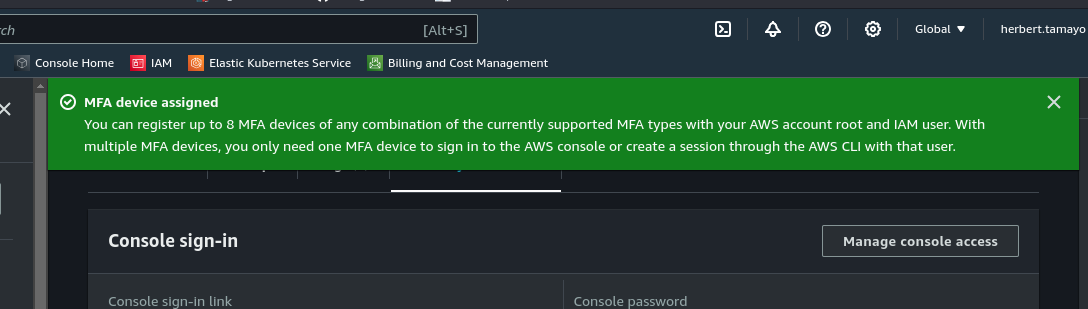 rch
[Alt+S]
Global
herbert.tamayo
Console Home
IAM
Elastic Kubernetes Service
Billing and Cost Management
MFA device assigned
You can register up to 8 MFA devices of any combination of the currently supported MFA types with your AWS account root and IAM user. With
multiple MFA devices, you only need one MFA device to sign in to the AWS console or create a session through the AWS CLI with that user.
Console sign-in
Manage console access
Console sign-in link
Console password